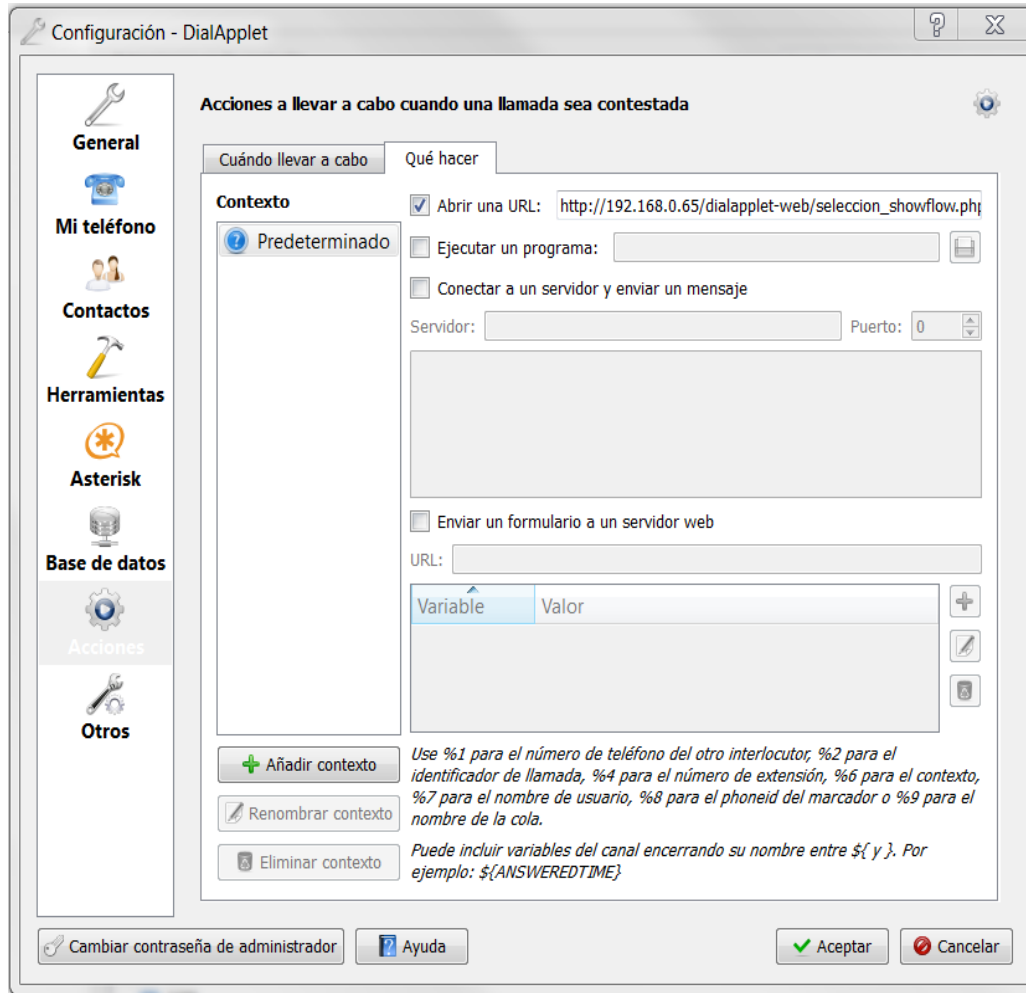 Configuración - DialApplet
General
Mi teléfono
Contactos
Herramientas
Asterisk
Base de datos
Acciones
Otros
Acciones a llevar a cabo cuando una llamada sea contestada
Cuándo llevar a cabo
Qué hacer
Contexto
Predeterminado
Abrir una URL: http://192.168.0.65/dialapplet-web/seleccion_showflow.php
Ejecutar un programa:
Conectar a un servidor y enviar un mensaje
Servidor:
Puerto: 0
Enviar un formulario a un servidor web
URL:
Variable Valor
Añadir contexto
Renombrar contexto
Eliminar contexto
Use %1 para el número de teléfono del otro interlocutor, %2 para el
identificador de llamada, %4 para el número de extensión, %6 para el contexto,
%7 para el nombre de usuario, %8 para el phoneid del marcador o %9 para el
nombre de la cola.
Puede incluir variables del canal encerrando su nombre entre ${ y }. Por
ejemplo: ${ANSWEREDTIME}
Cambiar contraseña de administrador
Ayuda
Aceptar
Cancelar